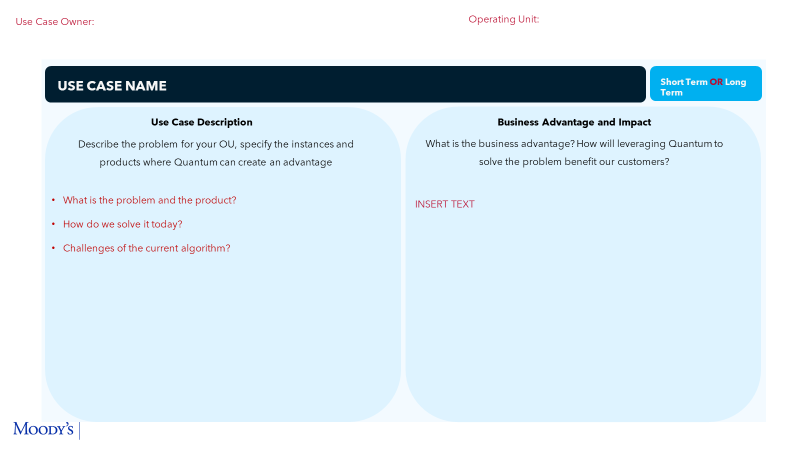 Use Case Owner:
Operating Unit:
USE CASE NAME
Short Term OR Long
Term
Use Case Description
Describe the problem for your OU, specify the instances and
products where Quantum can create an advantage
• What is the problem and the product?
• How do we solve it today?
• Challenges of the current algorithm?
Business Advantage and Impact
What is the business advantage? How will leveraging Quantum to
solve the problem benefit our customers?
INSERT TEXT
MOODY'S